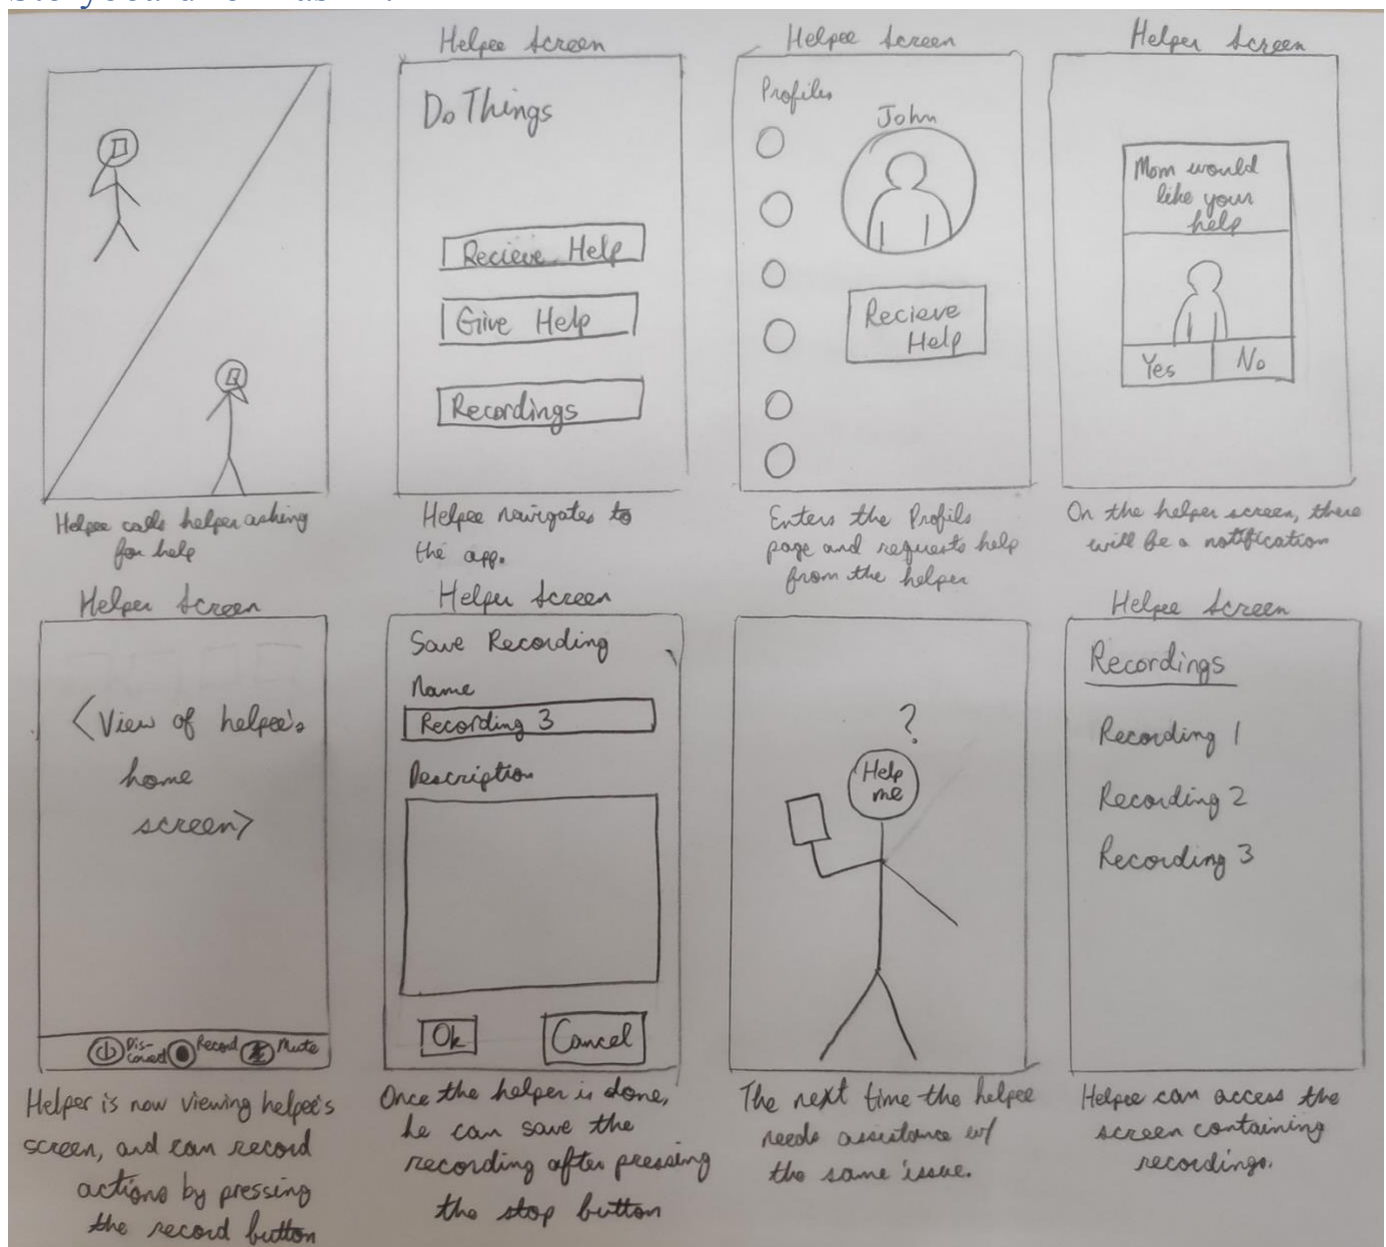 Helpee Screen
Do Things
Recieve Help
Give Help
Recordings
Helpee Screen
Profiles
John
Recieve
Help
Helper Screen
Mom would
like your
help
Yes No
Helpee calls helper asking
for help
Helpee navigates to
the app.
Enters the Profils
page and requests help
from the helper
On the helper screen, there
will be a notification
Helper Screen
<View of helpee's
home
screen>
Record Mute
Helper is now viewing helpee's
screen, and can record
actions by pressing
the record button
Helper Screen
Save Recording
Name
Recording 3
Description
Ok Cancel
Once the helper is done,
he can save the
recording after pressing
the stop button
?
Help
me
The next time the helpee
needs assistance w/
the same issue.
Helpee Screen
Recordings
Recording 1
Recording 2
Recording 3
Helpee can access the
screen containing
recordings.